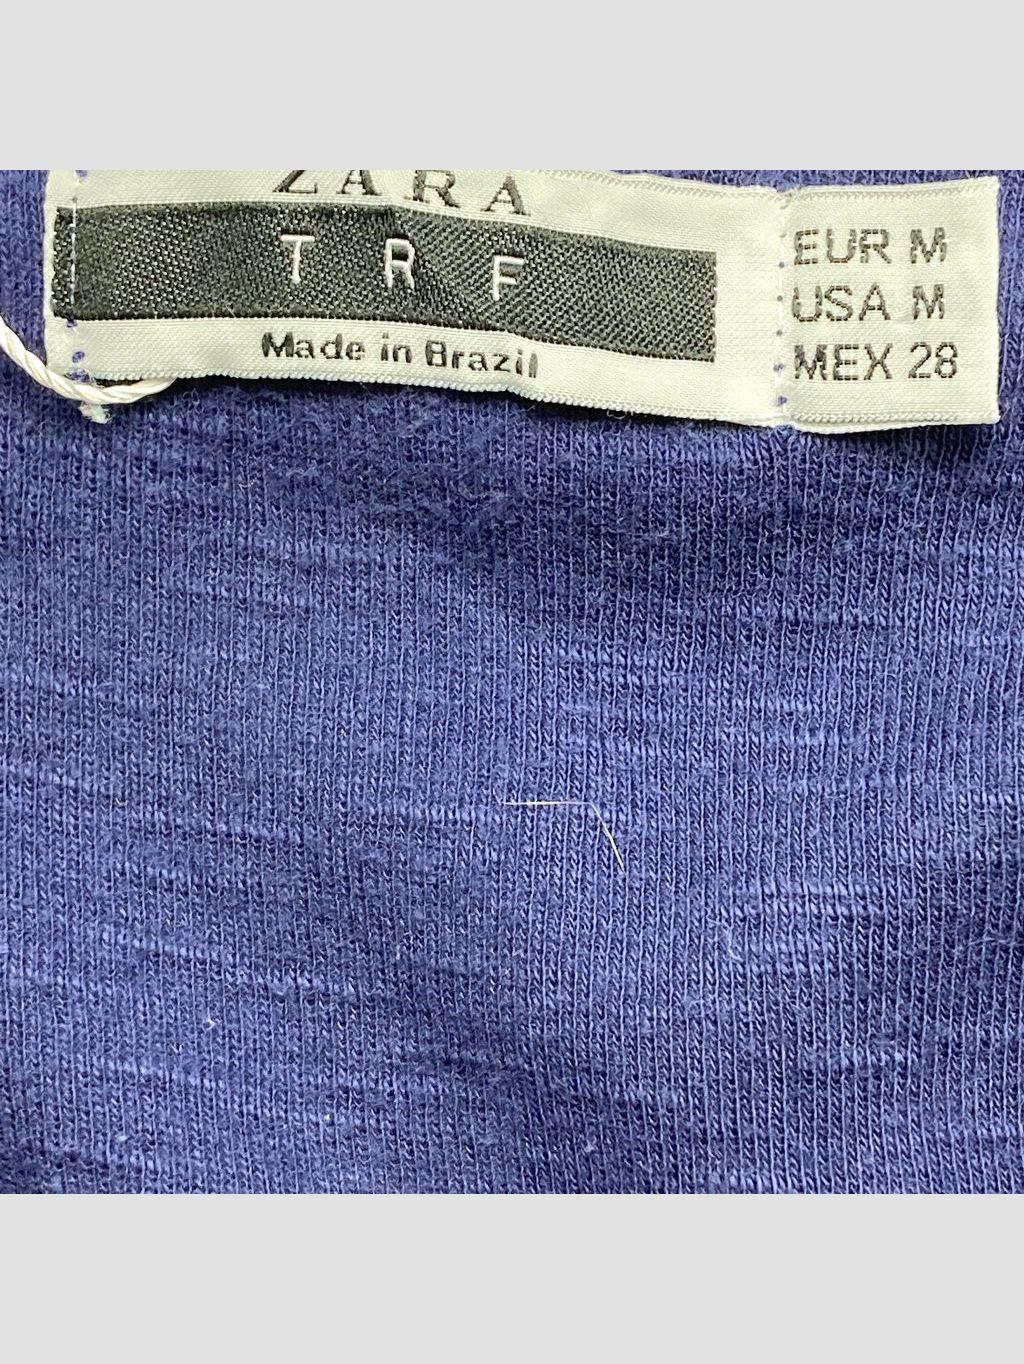 ZARA
TRF
Made in Brazil
EUR M
USA M
MEX 28